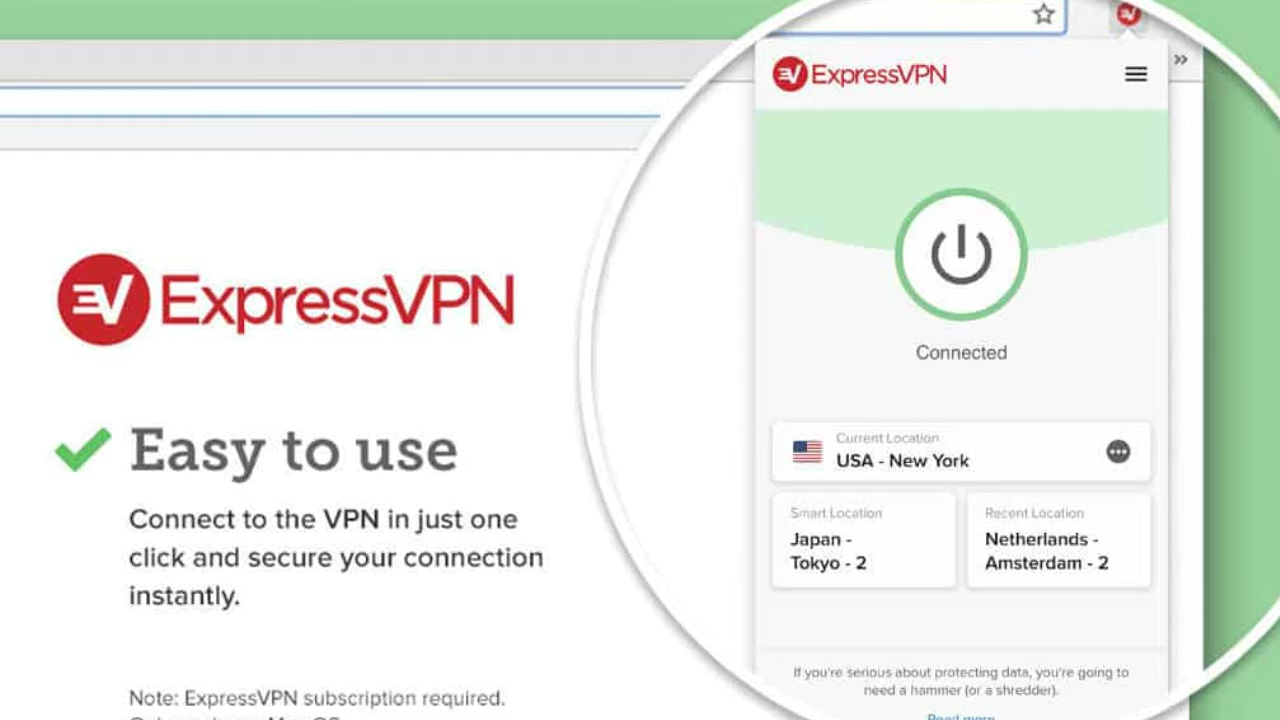 ExpressVPN
Easy to use
Connect to the VPN in just one
click and secure your connection
instantly.
Note: ExpressVPN subscription required.
ExpressVPN
Connected
Current Location
USA - New York
Smart Location
Japan -
Tokyo - 2
Recent Location
Netherlands -
Amsterdam - 2
If you're serious about protecting data, you're going to
need a hammer (or a shredder).
Read more